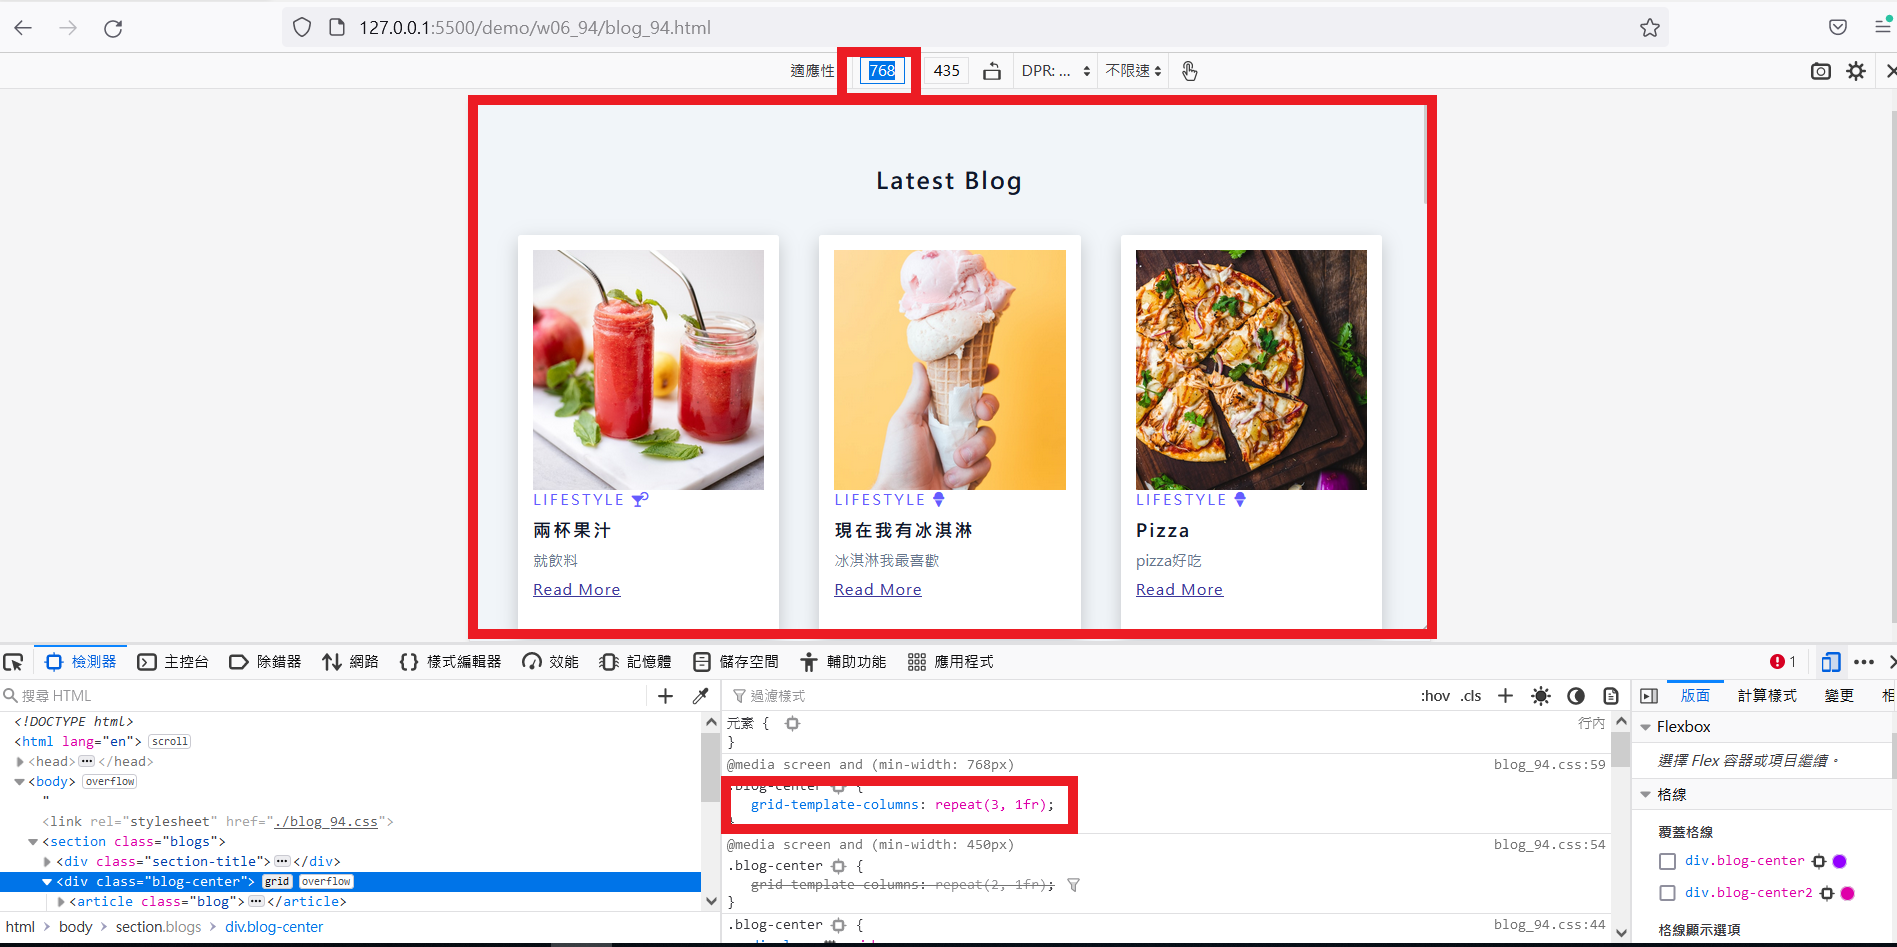 127.0.0.1:5500/demo/w06_94/blog_94.html
適應性 768 435 DPR: ... 不限速
Latest Blog
LIFESTYLE LIFESTYLE LIFESTYLE
兩杯果汁 現在我有冰淇淋 Pizza
就飲料 冰淇淋我最喜歡 pizza好吃
Read More Read More Read More
檢測器 主控台 除錯器 網路 樣式編輯器 效能 記憶體 儲存空間 輔助功能 應用程式 1
搜尋 HTML
<!DOCTYPE html>
<html lang="en"> scroll
<head>···</head>
<body> overflow
"
<link rel="stylesheet" href="./blog_94.css">
<section class="blogs">
<div class="section-title">···</div>
<div class="blog-center"> grid overflow
<article class="blog">···</article>
html > body > section.blogs > div.blog-center
過濾樣式 :hov .cls
元素 { 行內
}
@media screen and (min-width: 768px) blog_94.css:59
.blog-center {
grid-template-columns: repeat(3, 1fr);
@media screen and (min-width: 450px) blog_94.css:54
.blog-center {
grid-template-columns: repeat(2, 1fr);
}
.blog-center { blog_94.css:44
版面 計算樣式 變更
Flexbox
選擇 Flex 容器或項目繼續。
格線
覆蓋格線
div.blog-center
div.blog-center2
格線顯示選項